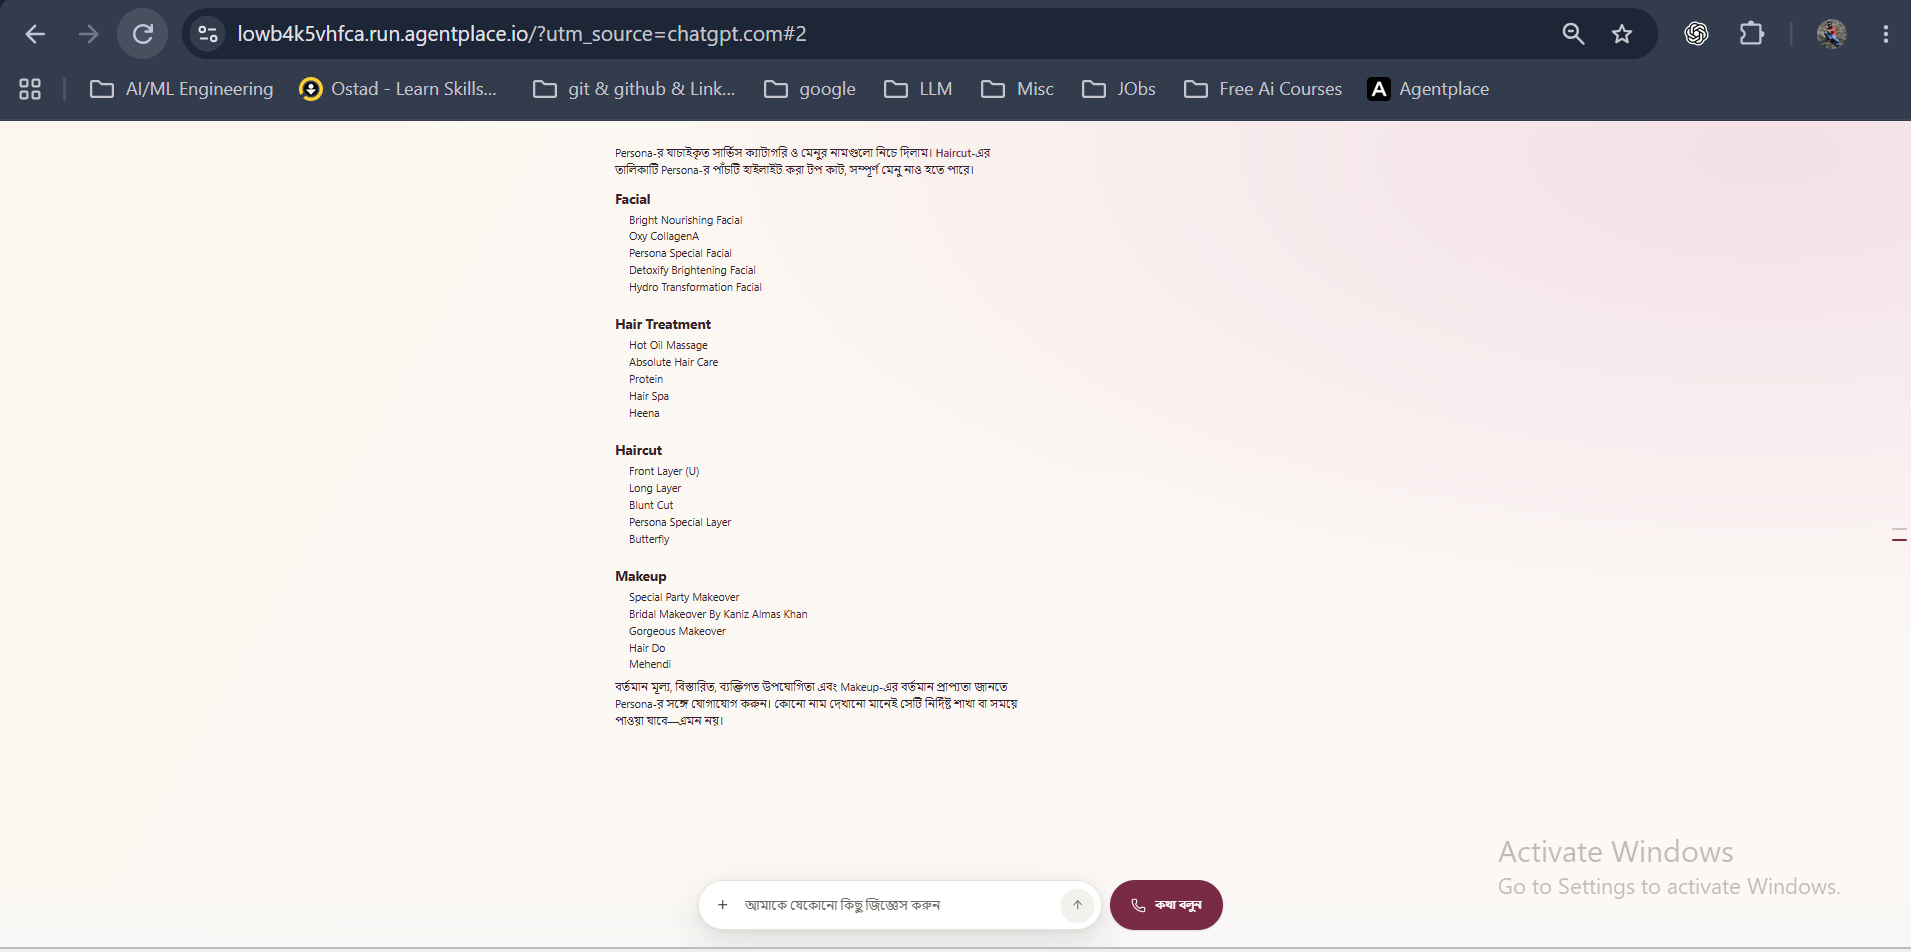 lowb4k5vhfca.run.agentplace.io/?utm_source=chatgpt.com#2
AI/ML Engineering
Ostad - Learn Skills...
git & github & Link...
google
LLM
Misc
JObs
Free Ai Courses
A Agentplace
Persona-র যাচাইকৃত সার্ভিস ক্যাটাগরি ও মেনুর নামগুলো নিচে দিলাম। Haircut-এর
তালিকাটি Persona-র পাঁচটি হাইলাইট করা টপ কাট, সম্পূর্ণ মেনু নাও হতে পারে।
Facial
Bright Nourishing Facial
Oxy CollagenA
Persona Special Facial
Detoxify Brightening Facial
Hydro Transformation Facial
Hair Treatment
Hot Oil Massage
Absolute Hair Care
Protein
Hair Spa
Heena
Haircut
Front Layer (U)
Long Layer
Blunt Cut
Persona Special Layer
Butterfly
Makeup
Special Party Makeover
Bridal Makeover By Kaniz Almas Khan
Gorgeous Makeover
Hair Do
Mehendi
বর্তমান মূল্য, বিস্তারিত, ব্যক্তিগত উপযোগিতা এবং Makeup-এর বর্তমান প্রাপ্যতা জানতে
Persona-র সঙ্গে যোগাযোগ করুন। কোনো নাম দেখানো মানেই সেটি নির্দিষ্ট শাখা বা সময়ে
পাওয়া যাবে—এমন নয়।
Activate Windows
Go to Settings to activate Windows.
আমাকে যেকোনো কিছু জিজ্ঞেস করুন
কথা বলুন